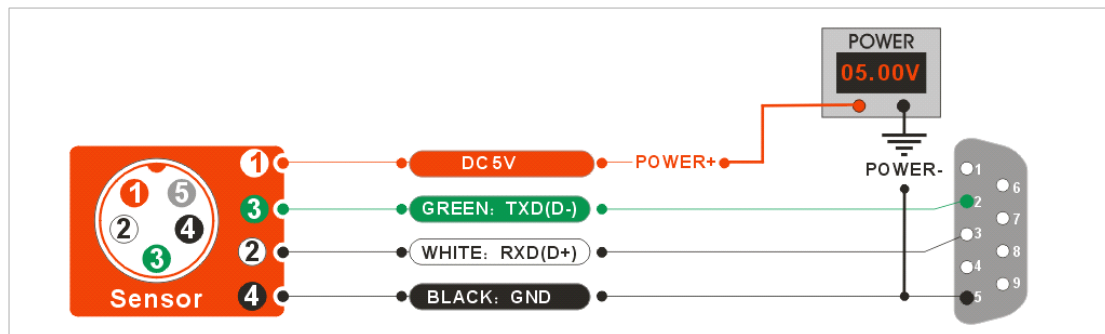 POWER
05.00V
1
DC5V
POWER+
POWER-
1
6
1
5
3
GREEN: TXD(D-)
2
7
2
4
2
WHITE: RXD(D+)
3
8
3
4
Sensor
4
BLACK: GND
9
5